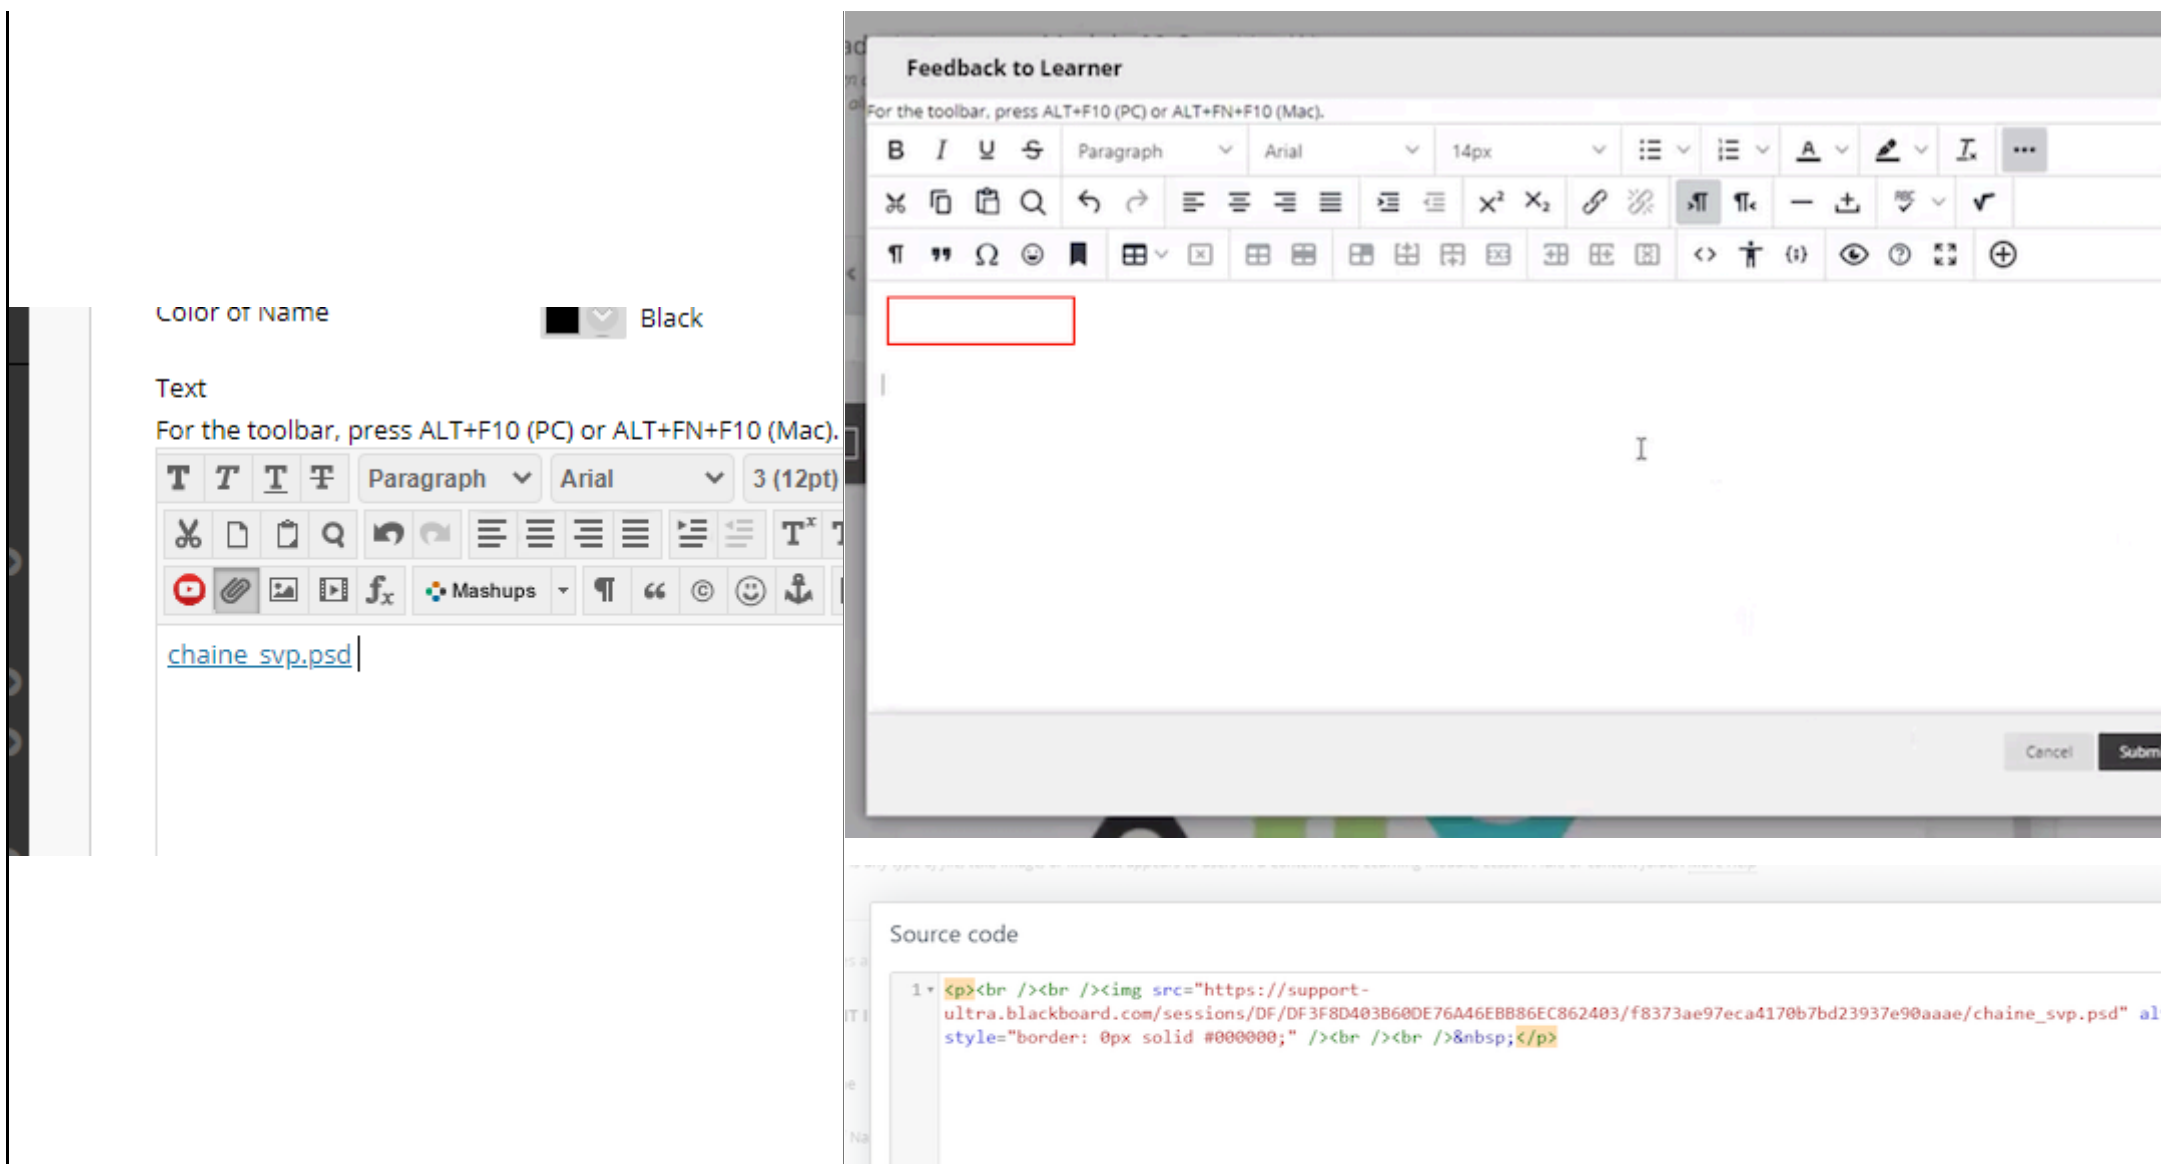 Color of Name
Black
Text
For the toolbar, press ALT+F10 (PC) or ALT+FN+F10 (Mac).
T T T T Paragraph Arial 3 (12pt)
Mashups
chaine_svp.psd
Feedback to Learner
For the toolbar, press ALT+F10 (PC) or ALT+FN+F10 (Mac).
B I U S Paragraph Arial 14px
Cancel
Source code
1 <p><br /><br /><img src="https://support-
ultra.blackboard.com/sessions/DF/DF3F8D403B60DE76A46EBB86EC862403/f8373ae97eca4170b7bd23937e90aaae/chaine_svp.psd"
style="border: 0px solid #000000;" /><br /><br />&nbsp;</p>